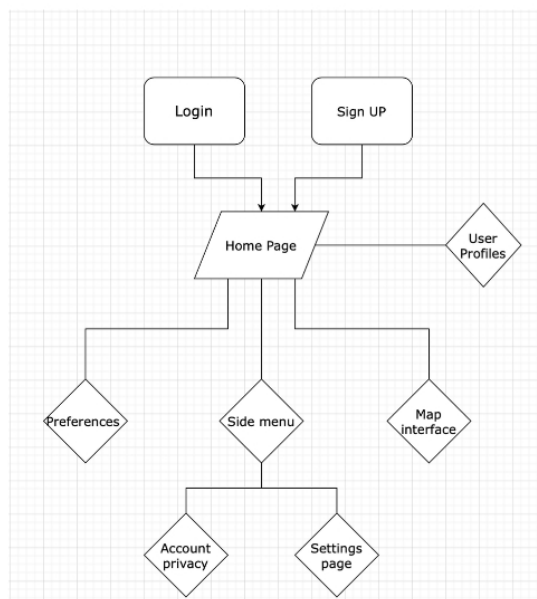 Login
Sign UP
Home Page
User
Profiles
Preferences
Side menu
Map
interface
Account
privacy
Settings
page